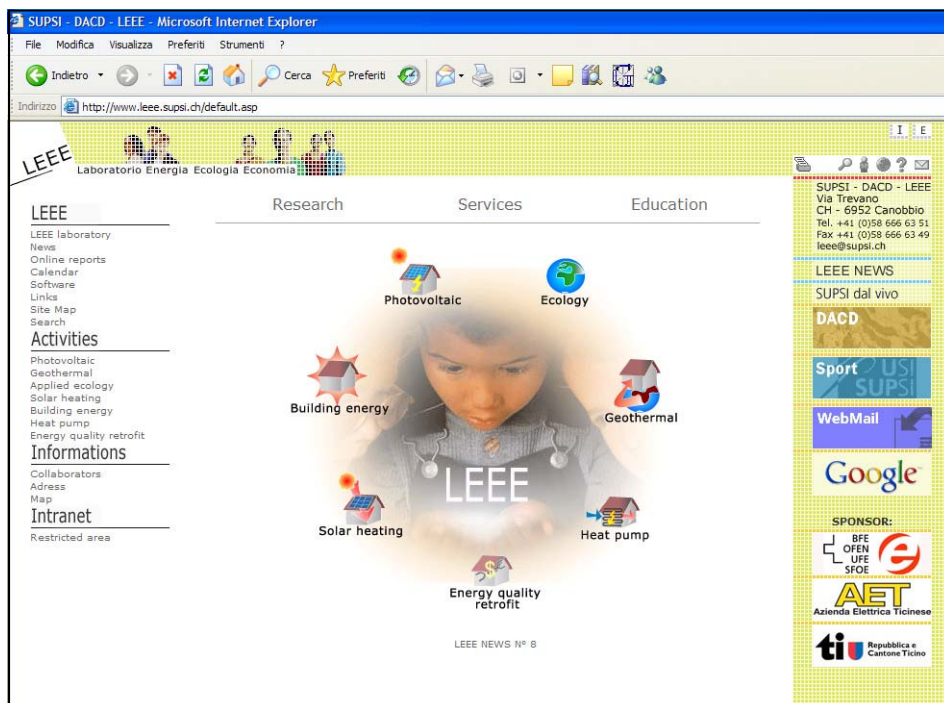 SUPSI - DACD - LEEE - Microsoft Internet Explorer
File Modifica Visualizza Preferiti Strumenti ?
Indietro Cerca Preferiti
Indirizzo http://www.leee.supsi.ch/default.asp
I E
LEEE
Laboratorio Energia Ecologia Economia
LEEE
LEEE laboratory
News
Online reports
Calendar
Software
Links
Site Map
Search
Activities
Photovoltaic
Geothermal
Applied ecology
Solar heating
Building energy
Heat pump
Energy quality retrofit
Informations
Collaborators
Adress
Map
Intranet
Restricted area
Research Services Education
Photovoltaic
Ecology
Building energy
Geothermal
LEEE
Solar heating
Heat pump
Energy quality
retrofit
LEEE NEWS Nº 8
SUPSI - DACD - LEEE
Via Trevano
CH - 6952 Canobbio
Tel. +41 (0)58 666 63 51
Fax +41 (0)58 666 63 49
leee@supsi.ch
LEEE NEWS
SUPSI dal vivo
DACD
Sport USI
SUPSI
WebMail
Google
SPONSOR:
BFE
OFEN
UFE
SFOE
AET
Azienda Elettrica Ticinese
ti Repubblica e
Cantone Ticino